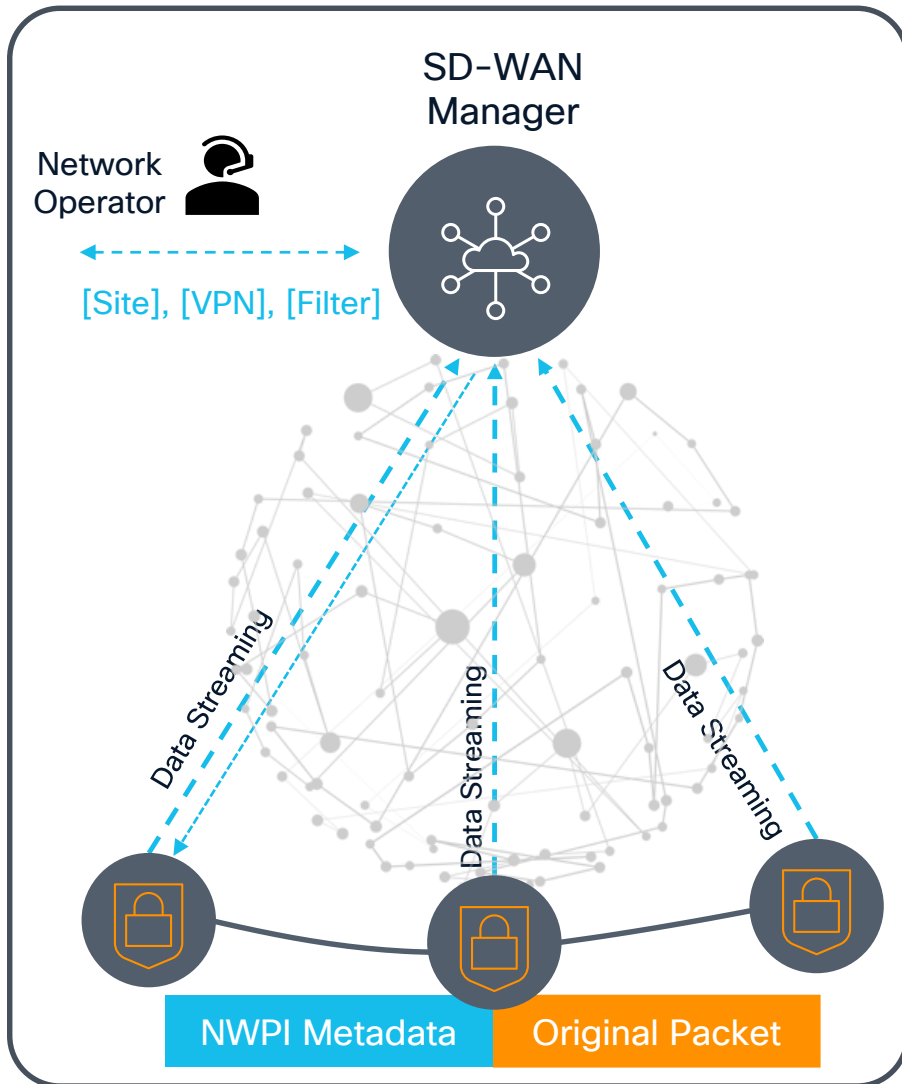 SD-WAN
Manager
Network
Operator
[Site], [VPN], [Filter]
Data Streaming
Data Streaming
Data Streaming
NWPI Metadata
Original Packet